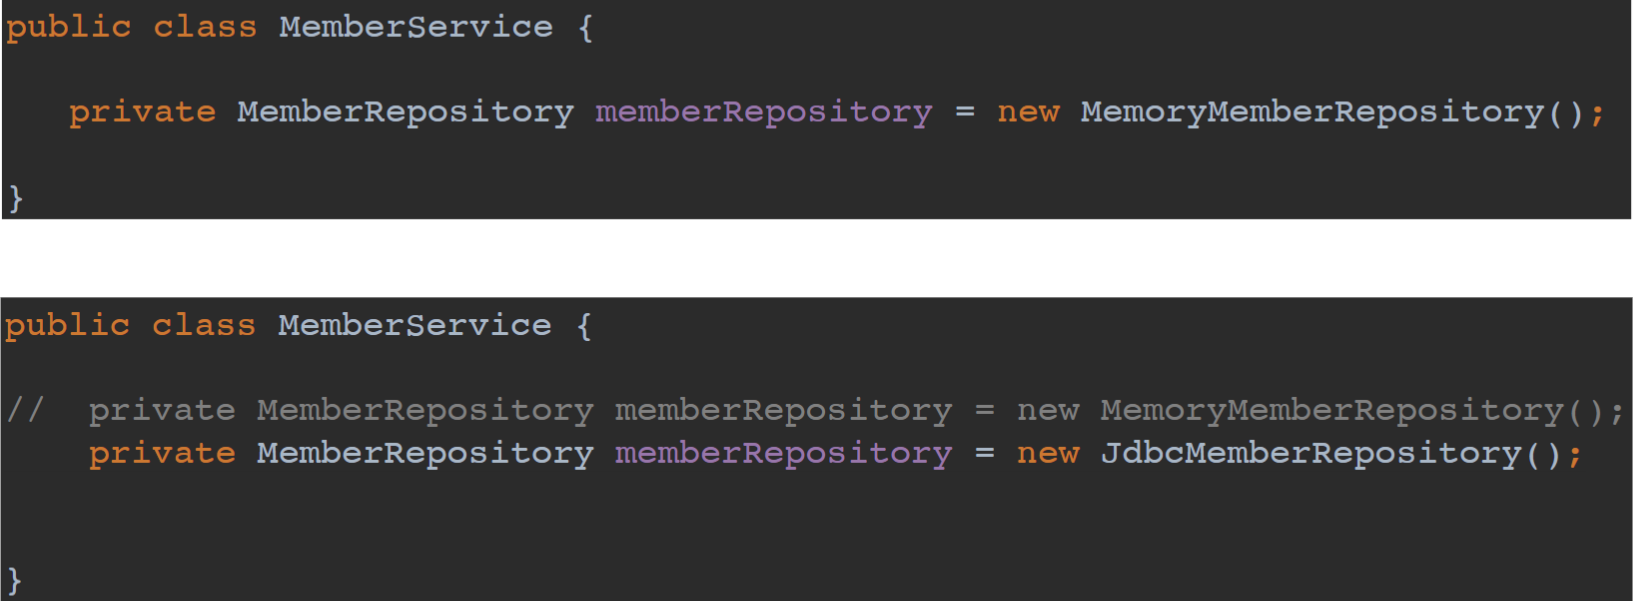 public class MemberService {
private MemberRepository memberRepository = new MemoryMemberRepository();
}
public class MemberService {
//  private MemberRepository memberRepository = new MemoryMemberRepository();
private MemberRepository memberRepository = new JdbcMemberRepository();
}